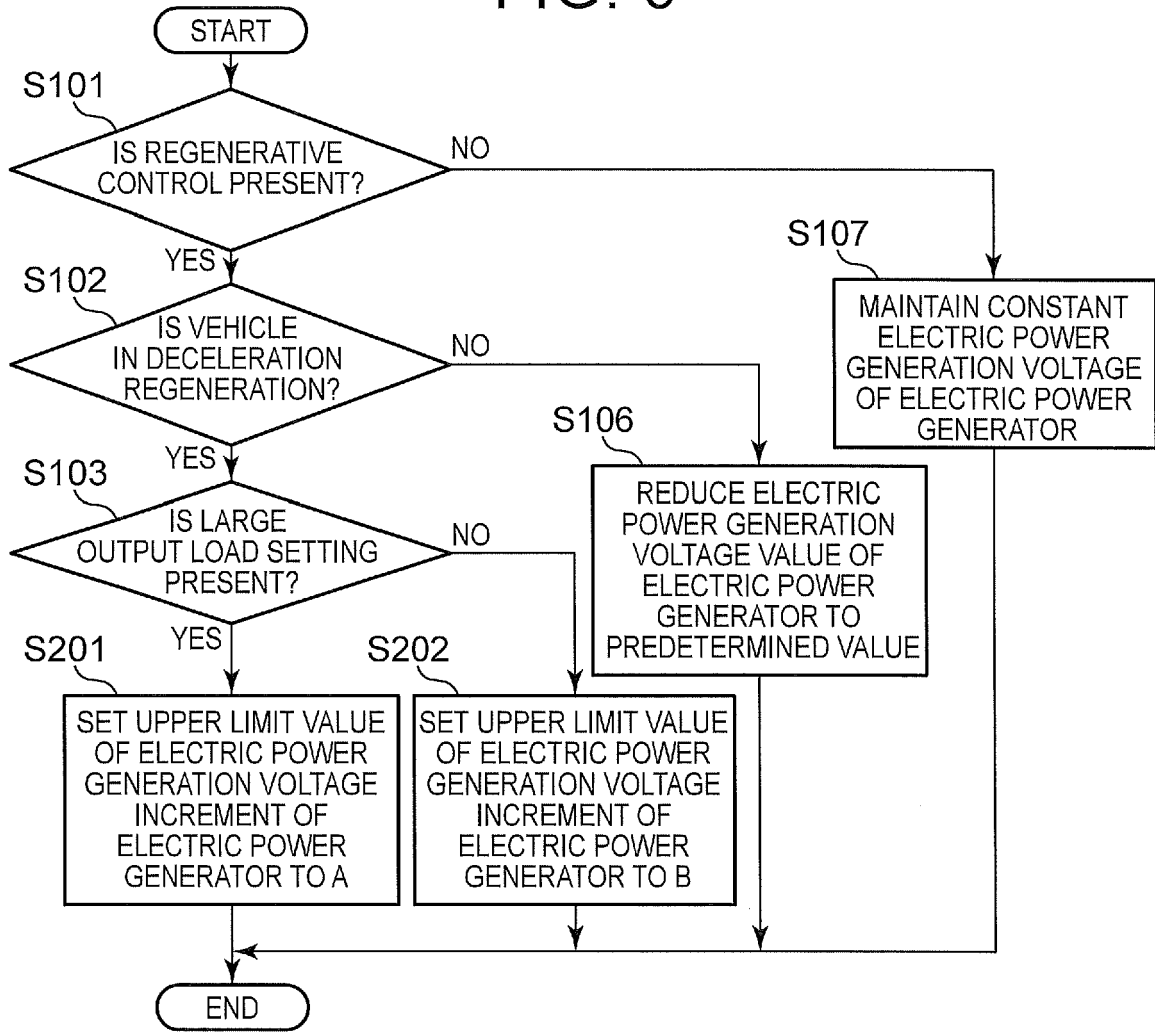 START
S101
IS REGENERATIVE
CONTROL PRESENT?
NO
YES
S107
MAINTAIN CONSTANT
ELECTRIC POWER
GENERATION VOLTAGE
OF ELECTRIC POWER
GENERATOR
S102
IS VEHICLE
IN DECELERATION
REGENERATION?
NO
YES
S106
REDUCE ELECTRIC
POWER GENERATION
VOLTAGE VALUE OF
ELECTRIC POWER
GENERATOR TO
PREDETERMINED VALUE
S103
IS LARGE
OUTPUT LOAD SETTING
PRESENT?
NO
YES
S201
SET UPPER LIMIT VALUE
OF ELECTRIC POWER
GENERATION VOLTAGE
INCREMENT OF
ELECTRIC POWER
GENERATOR TO A
S202
SET UPPER LIMIT VALUE
OF ELECTRIC POWER
GENERATION VOLTAGE
INCREMENT OF
ELECTRIC POWER
GENERATOR TO B
END